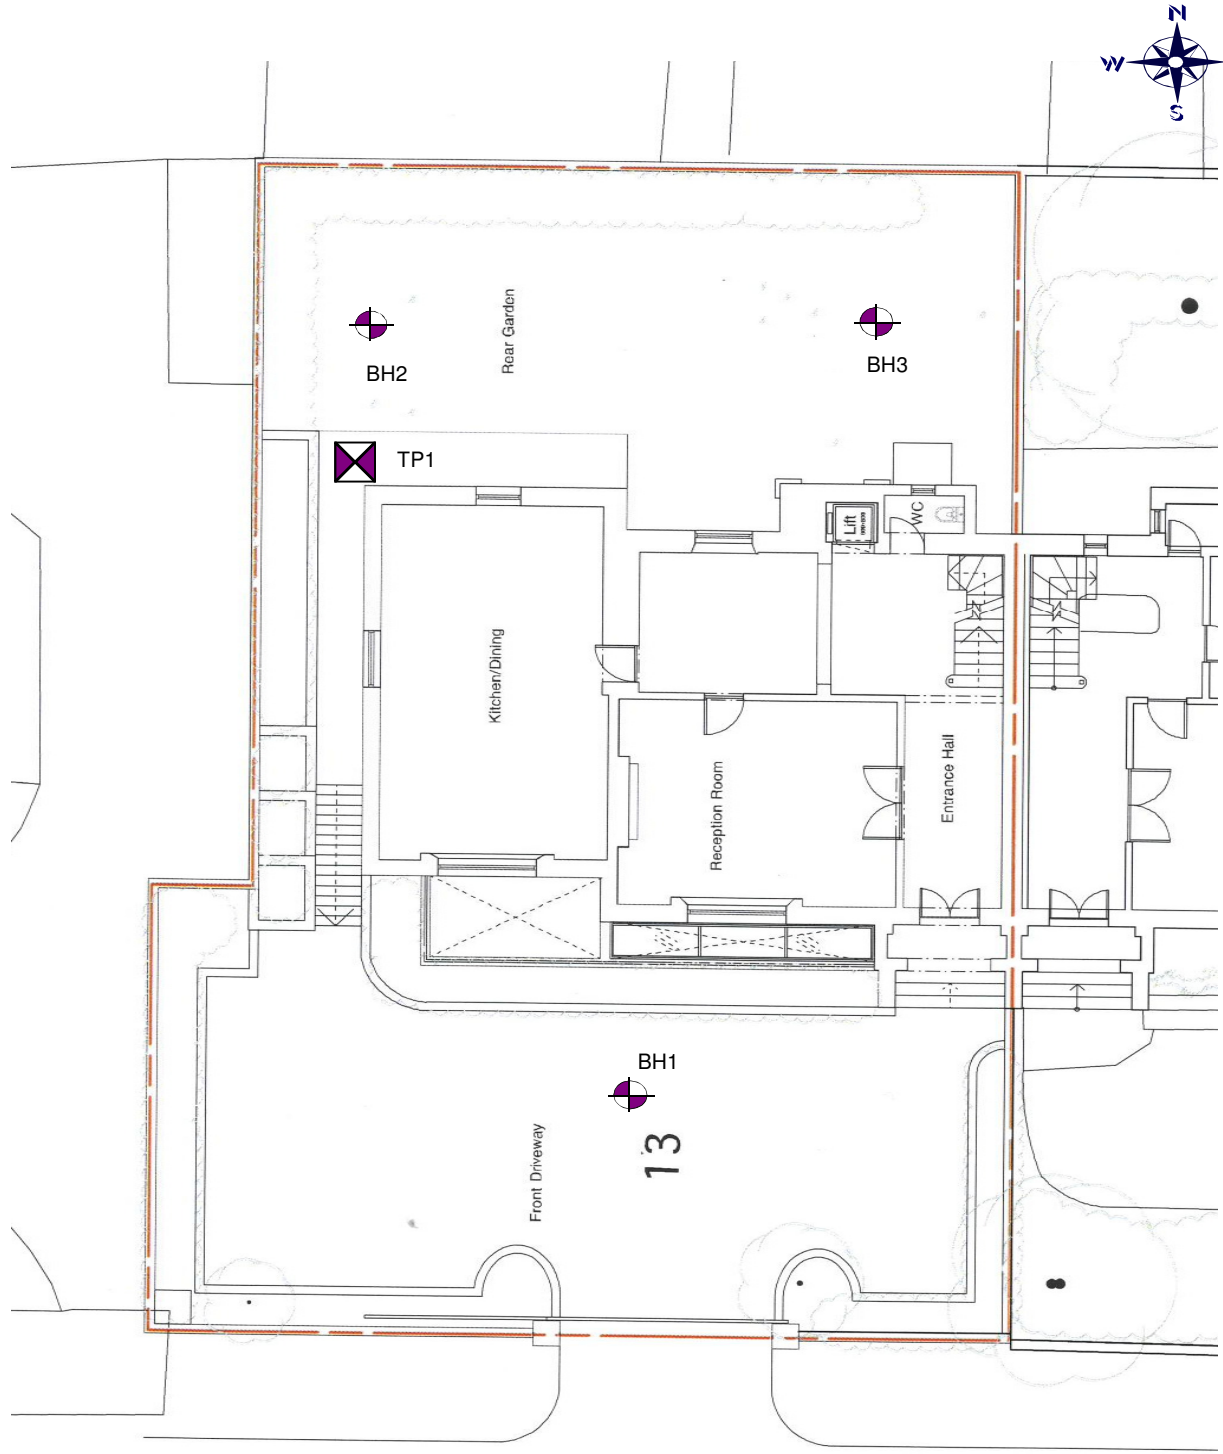 N
W
S
Rear Garden
BH2
BH3
TP1
WC
Lift
Kitchen/Dining
Reception Room
Entrance Hall
BH1
13
Front Driveway